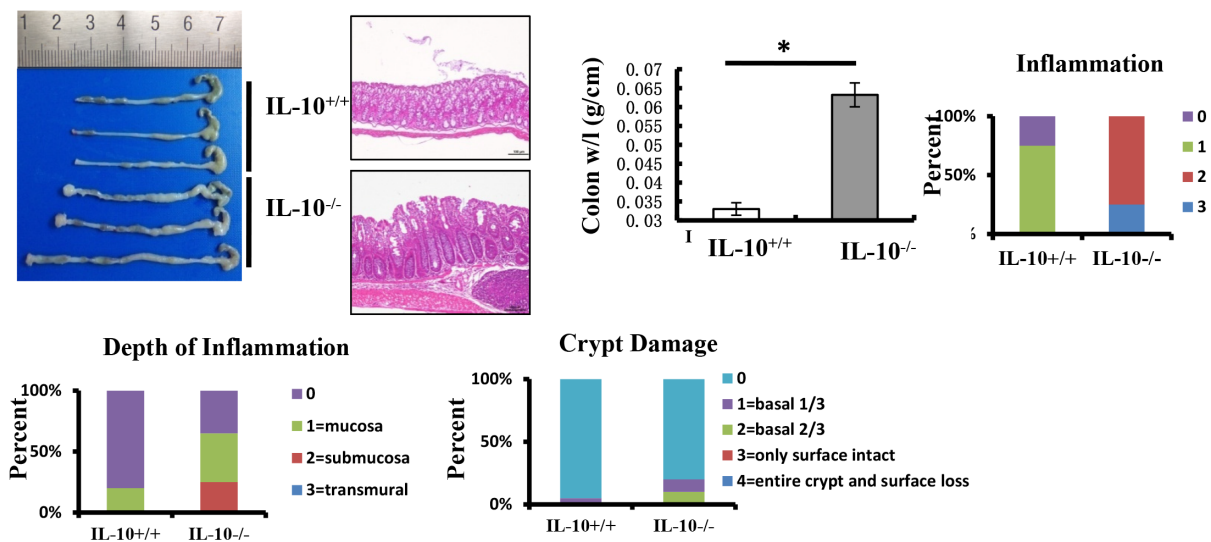 1 2 3 4 5 6 7
IL-10+/+
IL-10-/-
*
Colon w/l (g/cm)
0. 07
0. 065
0. 06
0. 055
0. 05
0. 045
0. 04
0. 035
0. 03
I
IL-10+/+
IL-10-/-
Inflammation
Percent
100%
50%
%
0
1
2
3
IL-10+/+ IL-10-/-
Depth of Inflammation
Percent
100%
50%
0%
0
1=mucosa
2=submucosa
3=transmural
IL-10+/+ IL-10-/-
Crypt Damage
Percent
100%
50%
0%
0
1=basal 1/3
2=basal 2/3
3=only surface intact
4=entire crypt and surface loss
IL-10+/+ IL-10-/-